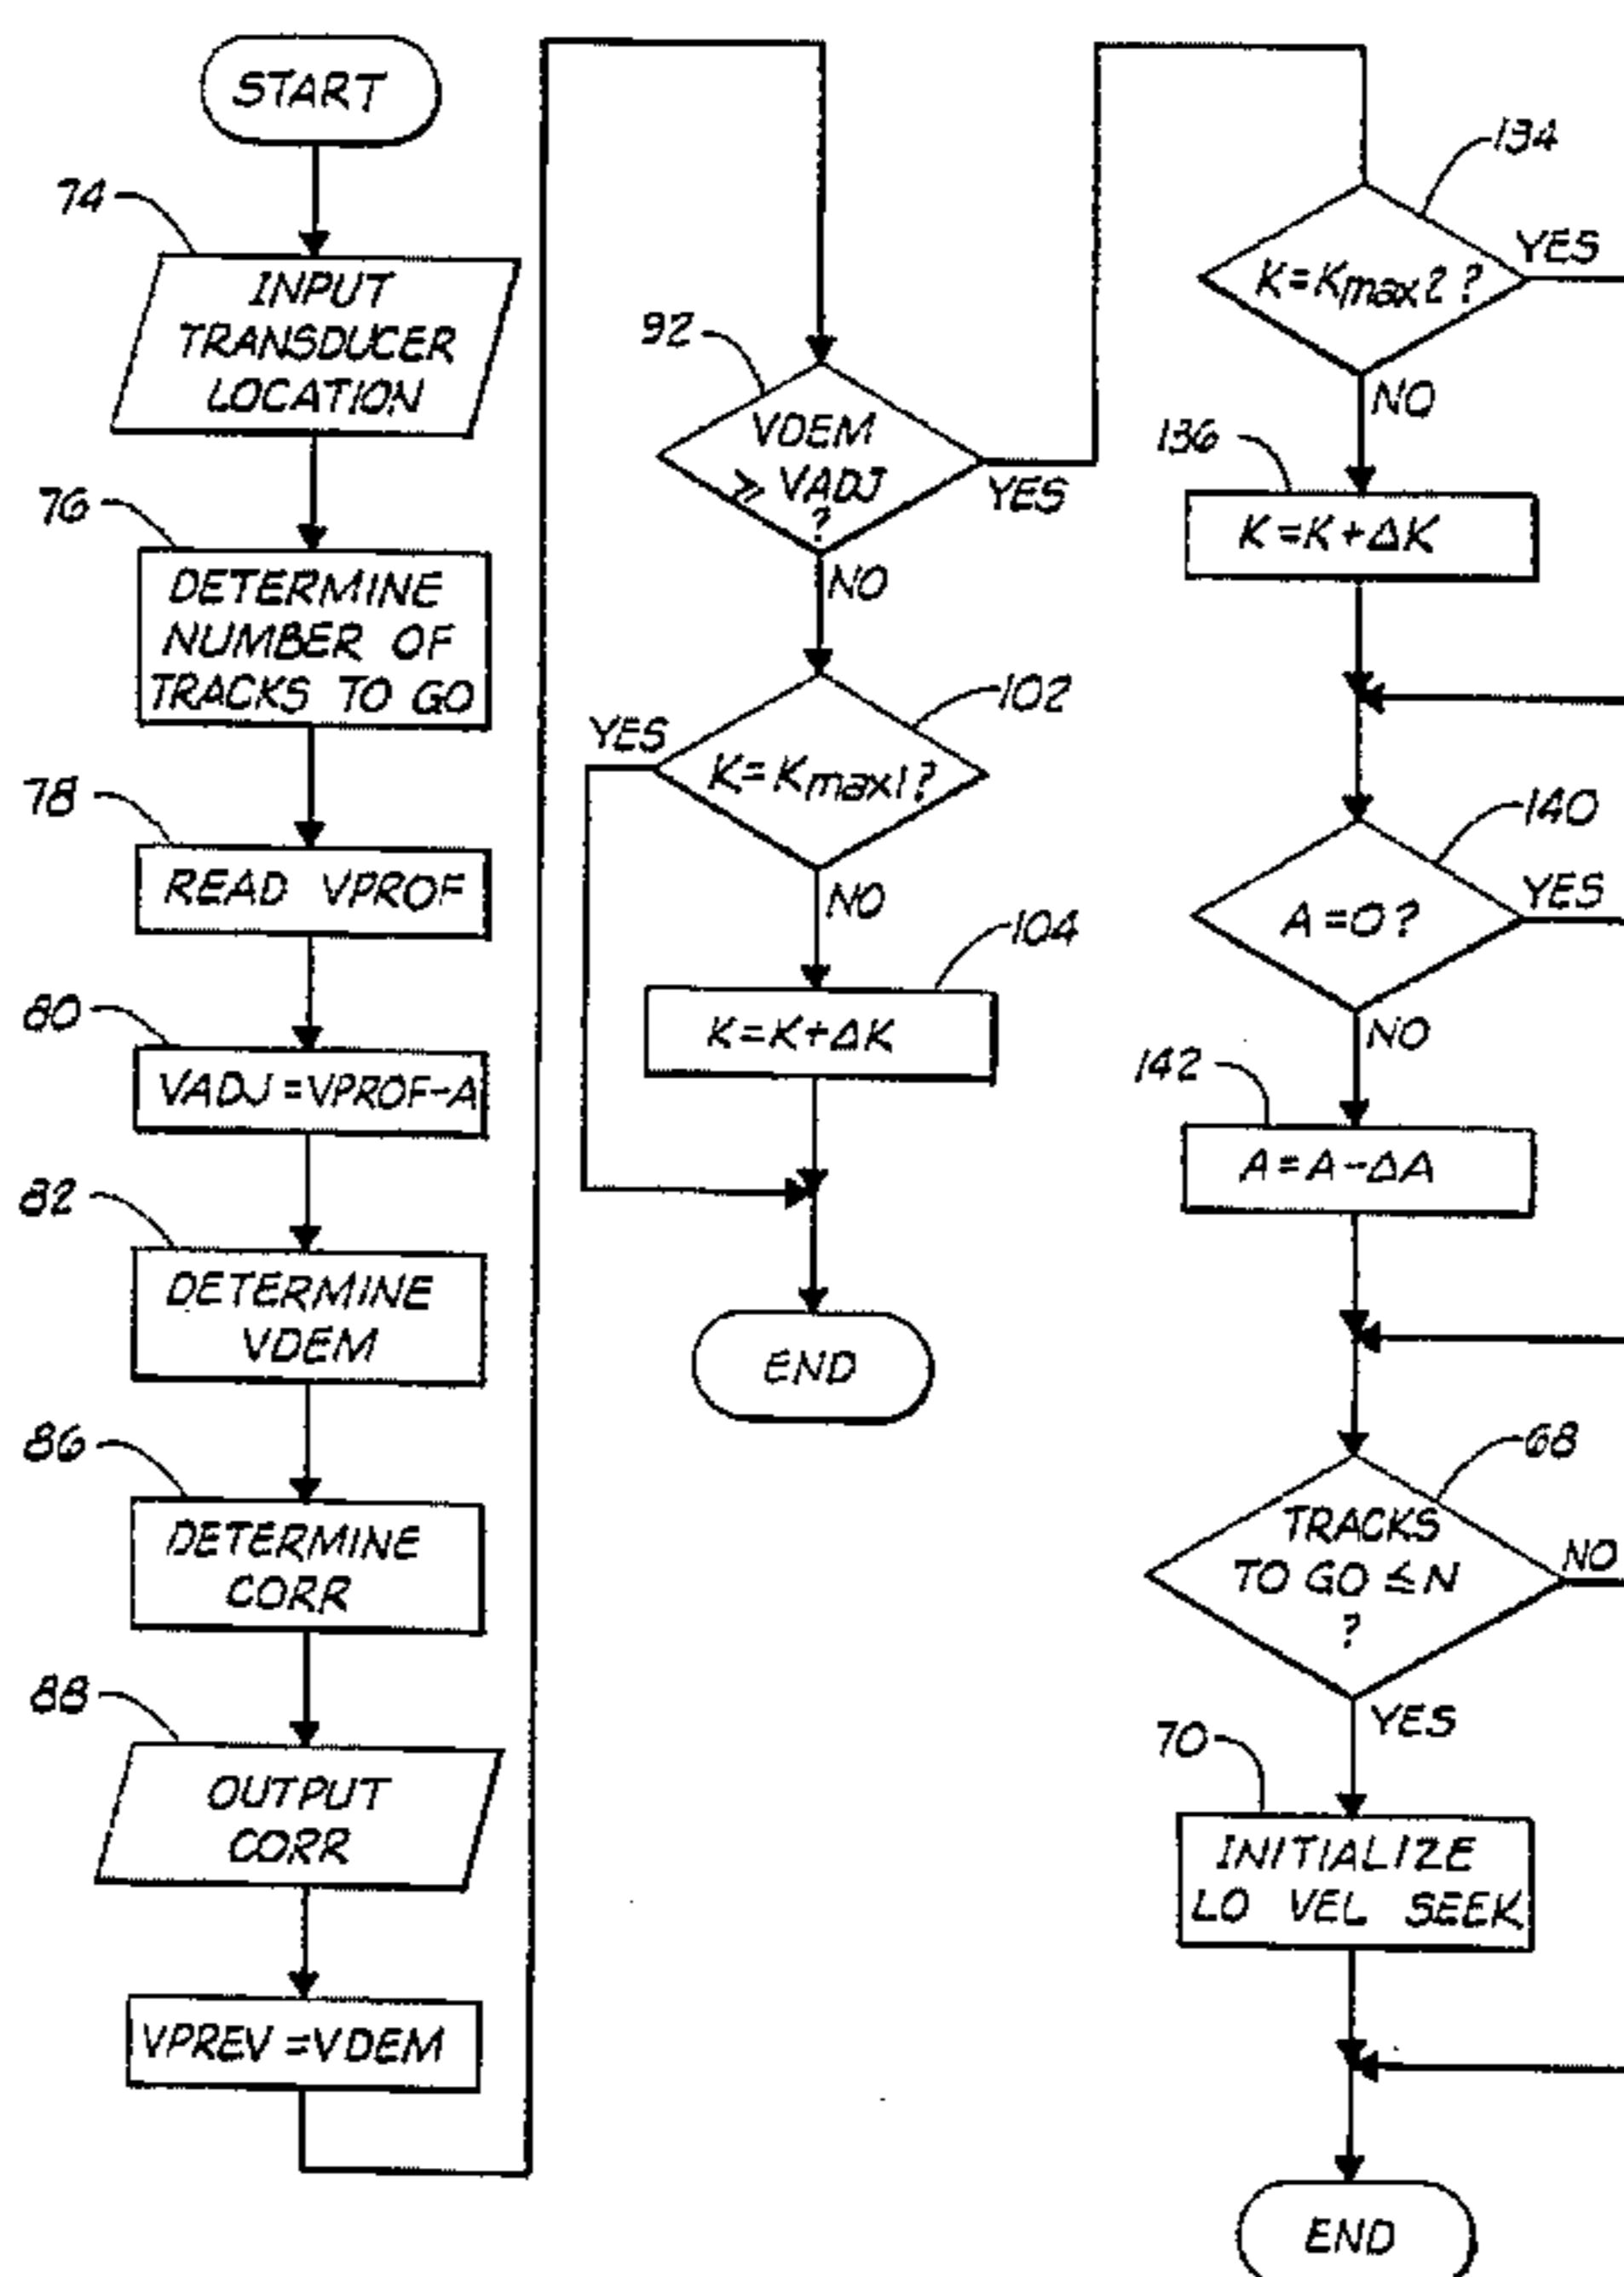 START
74
INPUT
TRANSDUCER
LOCATION
76
DETERMINE
NUMBER OF
TRACKS TO GO
78
READ VPROF
80
VADJ = VPROF-A
82
DETERMINE
VDEM
86
DETERMINE
CORR
88
OUTPUT
CORR
VPREV = VDEM
92
VDEM
≥ VADJ
?
YES
NO
102
YES
K=Kmax1?
NO
104
K=K+ΔK
END
134
YES
K=Kmax2?
NO
136
K=K+ΔK
140
YES
A=0?
NO
142
A=A-ΔA
68
TRACKS
TO GO ≤ N
?
NO
YES
70
INITIALIZE
LO VEL SEEK
END